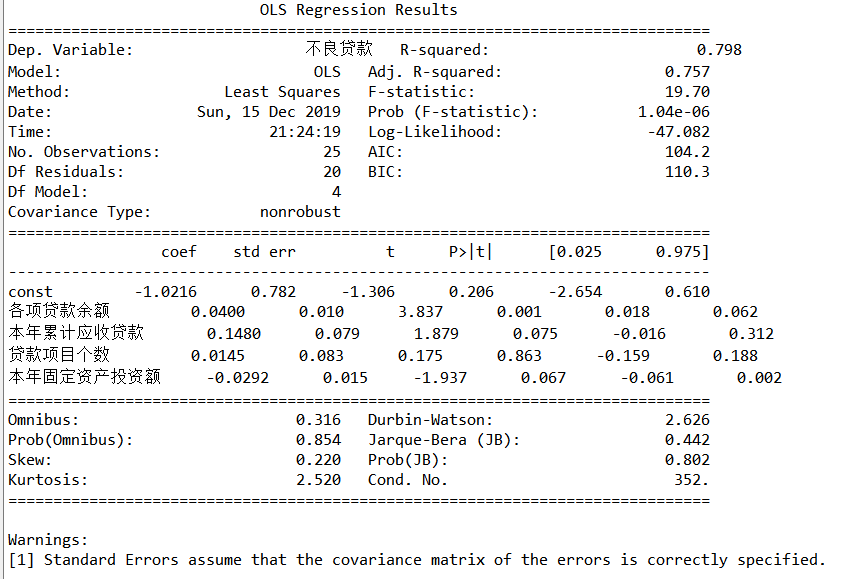 OLS Regression Results
==============================================================================
Dep. Variable: 不良贷款 R-squared: 0.798
Model: OLS Adj. R-squared: 0.757
Method: Least Squares F-statistic: 19.70
Date: Sun, 15 Dec 2019 Prob (F-statistic): 1.04e-06
Time: 21:24:19 Log-Likelihood: -47.082
No. Observations: 25 AIC: 104.2
Df Residuals: 20 BIC: 110.3
Df Model: 4
Covariance Type: nonrobust
==============================================================================
coef std err t P>|t| [0.025 0.975]
------------------------------------------------------------------------------
const -1.0216 0.782 -1.306 0.206 -2.654 0.610
各项贷款余额 0.0400 0.010 3.837 0.001 0.018 0.062
本年累计应收贷款 0.1480 0.079 1.879 0.075 -0.016 0.312
贷款项目个数 0.0145 0.083 0.175 0.863 -0.159 0.188
本年固定资产投资额 -0.0292 0.015 -1.937 0.067 -0.061 0.002
==============================================================================
Omnibus: 0.316 Durbin-Watson: 2.626
Prob(Omnibus): 0.854 Jarque-Bera (JB): 0.442
Skew: 0.220 Prob(JB): 0.802
Kurtosis: 2.520 Cond. No. 352.
==============================================================================
Warnings:
[1] Standard Errors assume that the covariance matrix of the errors is correctly specified.